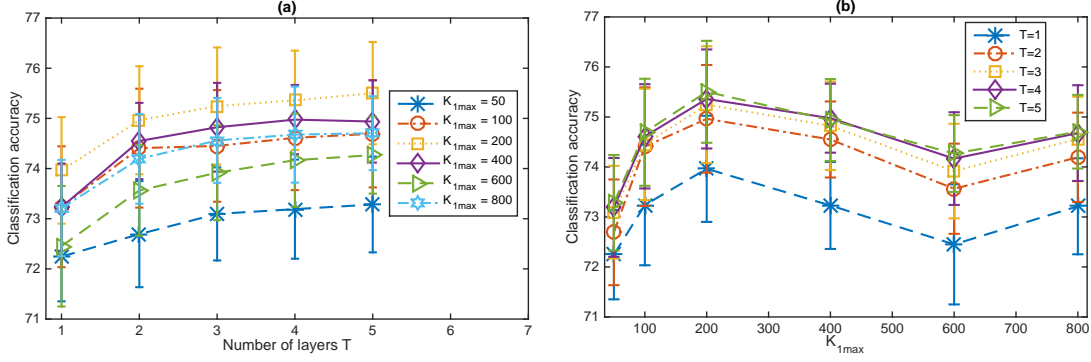 (a)
77
76
75
74
73
72
71
Classification accuracy
1 2 3 4 5 6 7
Number of layers T
K1max = 50
K1max = 100
K1max = 200
K1max = 400
K1max = 600
K1max = 800
(b)
77
76
75
74
73
72
71
Classification accuracy
100 200 300 400 500 600 700 800
K1max
T=1
T=2
T=3
T=4
T=5